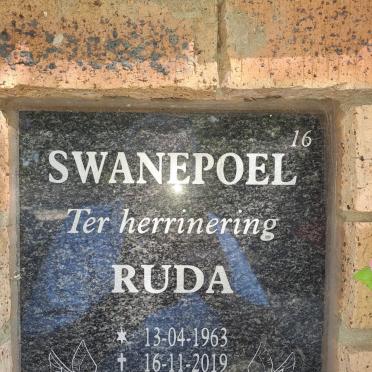 16
SWANEPOEL
Ter herrinering
RUDA
* 13-04-1963
✝ 16-11-2019